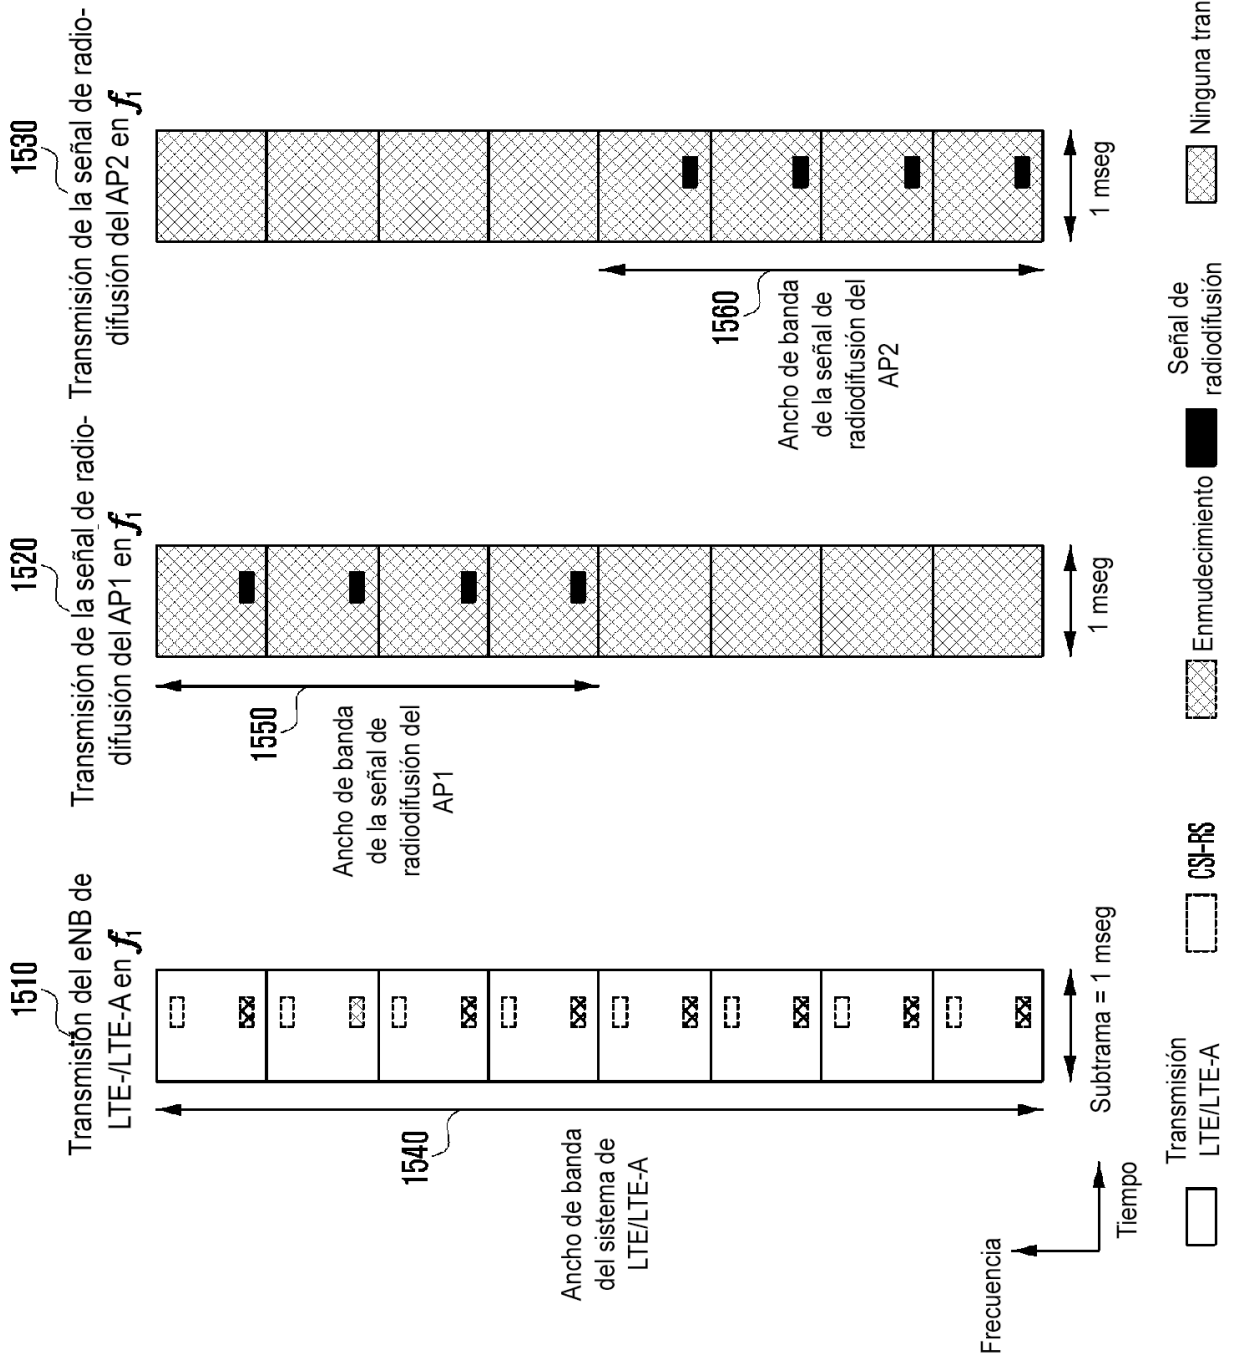 1510
Transmisión del eNB de
LTE-/LTE-A en f1
1520
Transmisión de la señal de radio-
difusión del AP1 en f1
1530
Transmisión de la señal de radio-
difusión del AP2 en f1
1540
Ancho de banda
del sistema de
LTE/LTE-A
1550
Ancho de banda
de la señal de
radiodifusión del
AP1
1560
Ancho de banda
de la señal de
radiodifusión del
AP2
Subtrama = 1 mseg
1 mseg
1 mseg
Frecuencia
Tiempo
Transmisión
LTE/LTE-A
CSI-RS
Enmudecimiento
Señal de
radiodifusión
Ninguna